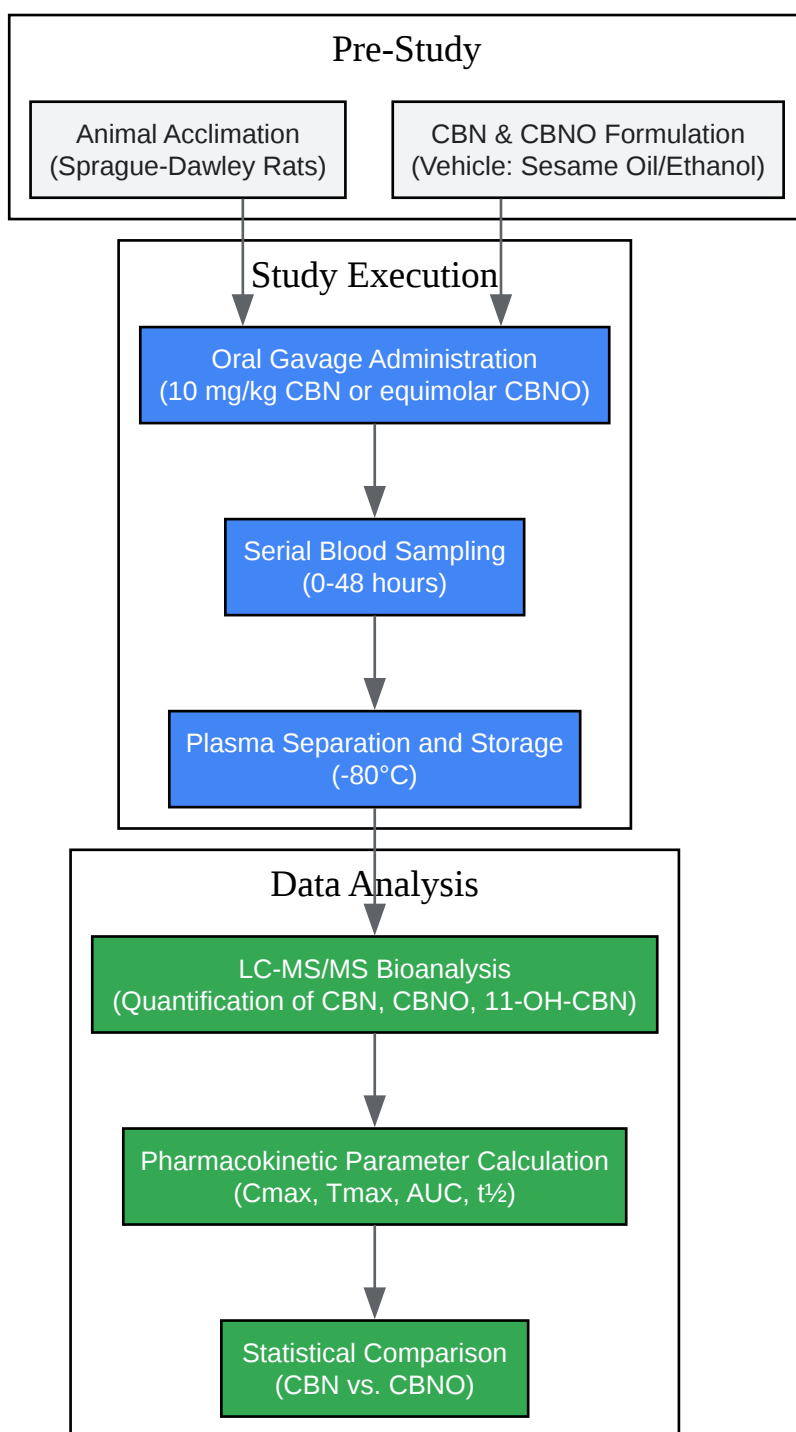 Pre-Study
Animal Acclimation
(Sprague-Dawley Rats)
CBN & CBNO Formulation
(Vehicle: Sesame Oil/Ethanol)
Study Execution
Oral Gavage Administration
(10 mg/kg CBN or equimolar CBNO)
Serial Blood Sampling
(0-48 hours)
Plasma Separation and Storage
(-80°C)
Data Analysis
LC-MS/MS Bioanalysis
(Quantification of CBN, CBNO, 11-OH-CBN)
Pharmacokinetic Parameter Calculation
(Cmax, Tmax, AUC, t½)
Statistical Comparison
(CBN vs. CBNO)